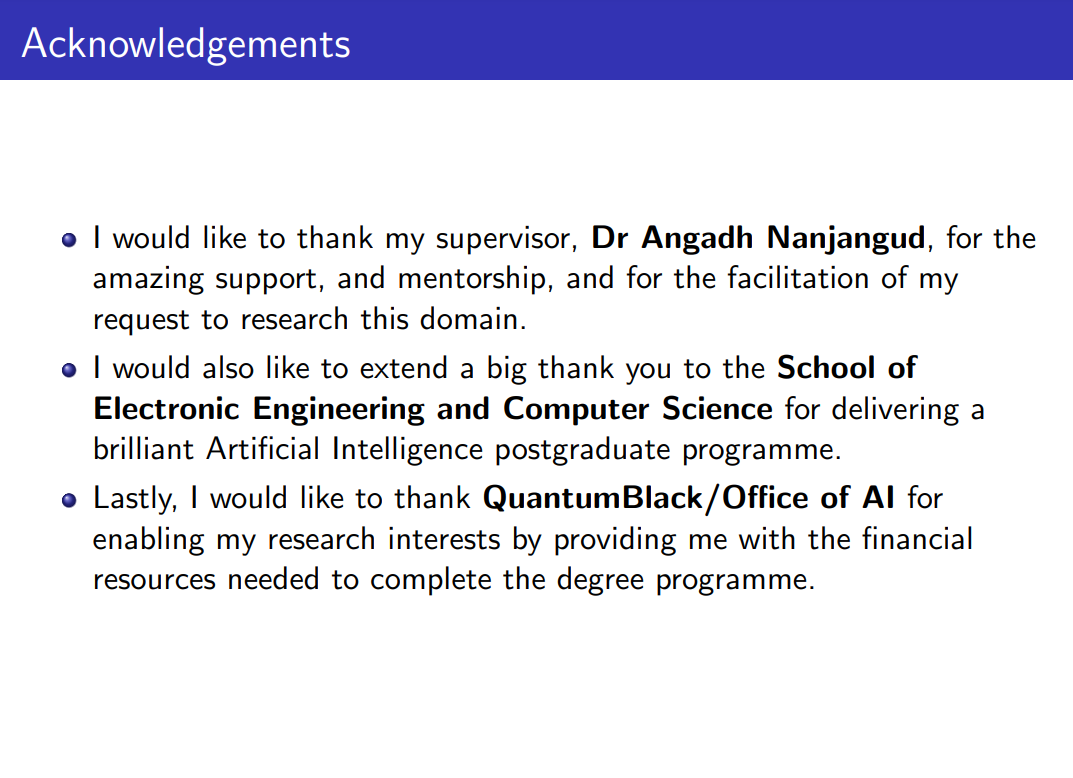 Acknowledgements
I would like to thank my supervisor, Dr Angadh Nanjangud, for the
amazing support, and mentorship, and for the facilitation of my
request to research this domain.
I would also like to extend a big thank you to the School of
Electronic Engineering and Computer Science for delivering a
brilliant Artificial Intelligence postgraduate programme.
Lastly, I would like to thank QuantumBlack/Office of AI for
enabling my research interests by providing me with the financial
resources needed to complete the degree programme.